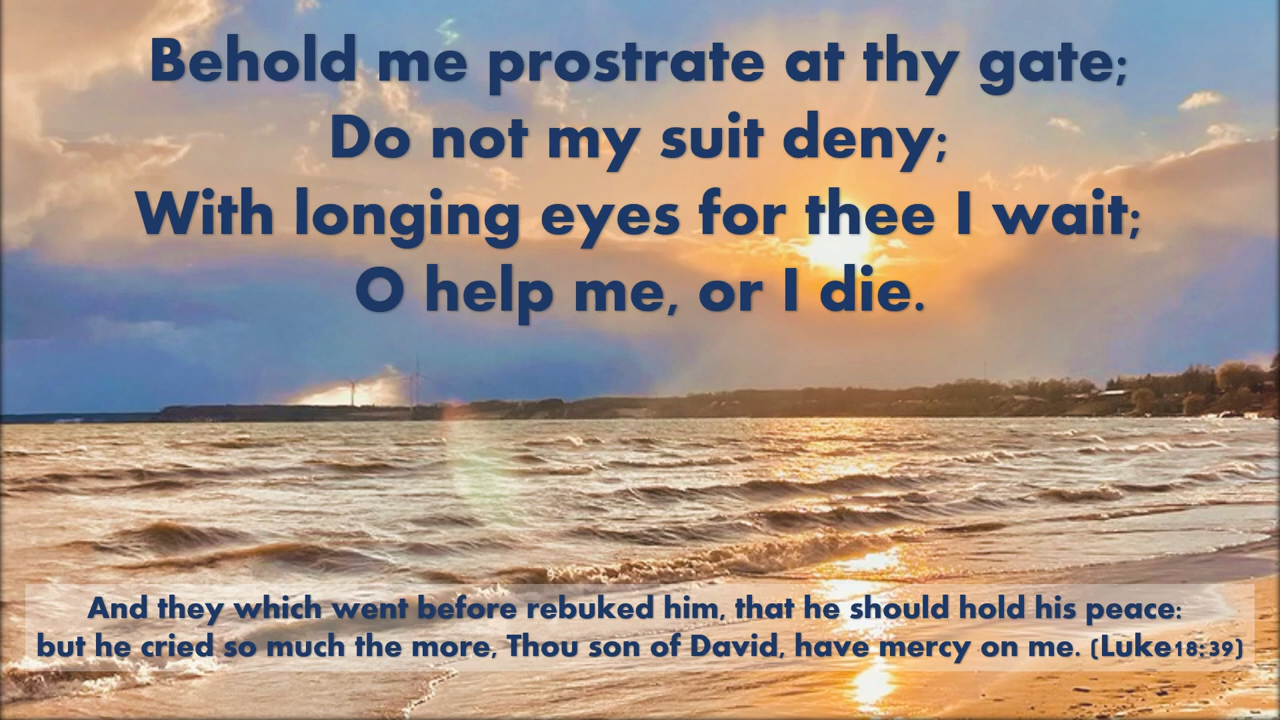 Behold me prostrate at thy gate;
Do not my suit deny;
With longing eyes for thee I wait;
O help me, or I die.
And they which went before rebuked him, that he should hold his peace:
but he cried so much the more, Thou son of David, have mercy on me. (Luke18:39)